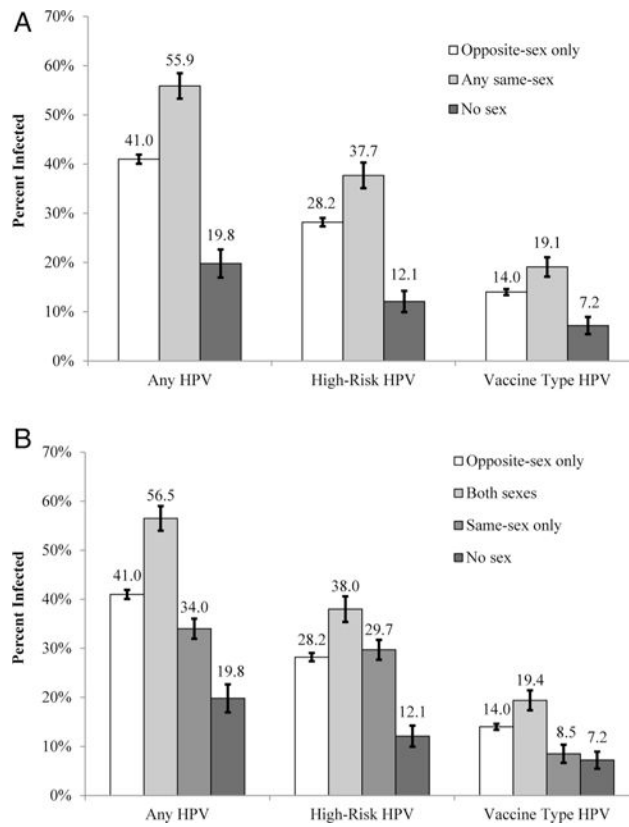 A
70%
60%
50%
40%
30%
20%
10%
0%
Percent Infected
Opposite-sex only
Any same-sex
No sex
41.0
55.9
19.8
28.2
37.7
12.1
14.0
19.1
7.2
Any HPV
High-Risk HPV
Vaccine Type HPV
B
70%
60%
50%
40%
30%
20%
10%
0%
Percent Infected
Opposite-sex only
Both sexes
Same-sex only
No sex
41.0
56.5
34.0
19.8
28.2
38.0
29.7
12.1
14.0
19.4
8.5
7.2
Any HPV
High-Risk HPV
Vaccine Type HPV